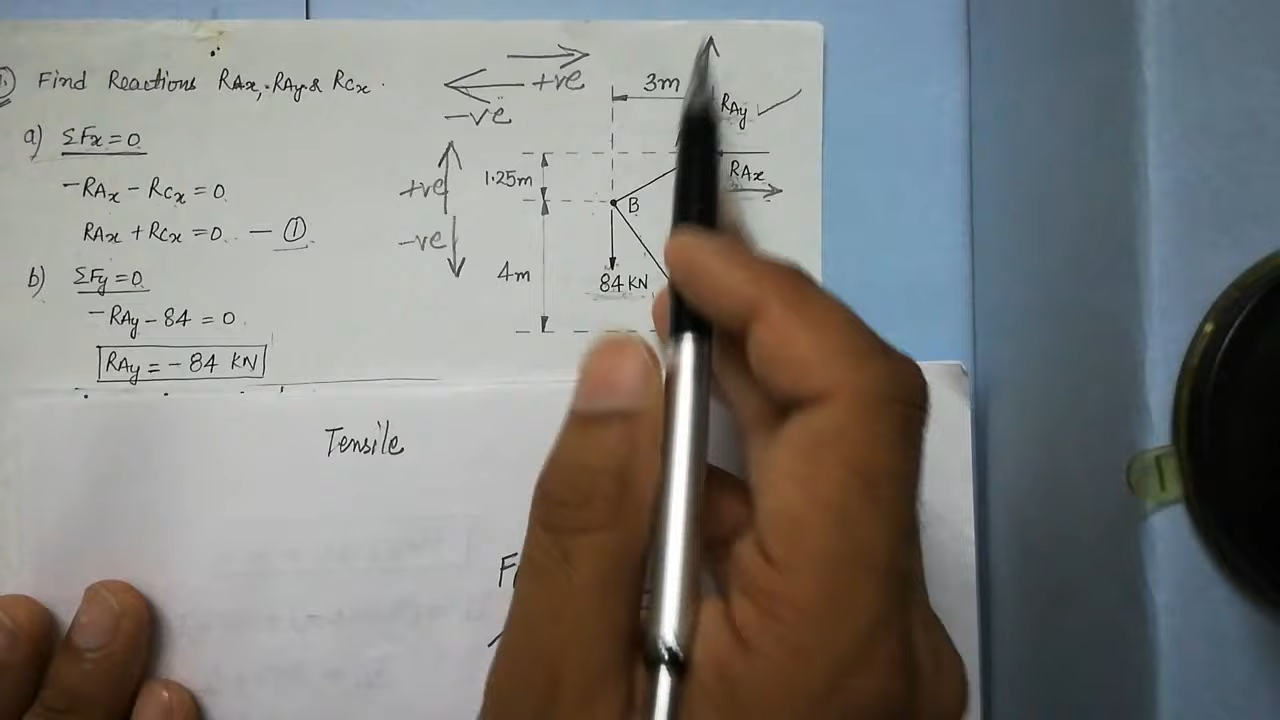 1. Find Reactions RAx, RAy & RCx.
a) ΣFx = 0
-RAx - RCx = 0
RAx + RCx = 0. — ①
b) ΣFy = 0
-RAy - 84 = 0
RAy = - 84 KN
+ve
-ve
+ve
-ve
3m
RAy
RAx
1.25m
B
4m
84 KN
Tensile